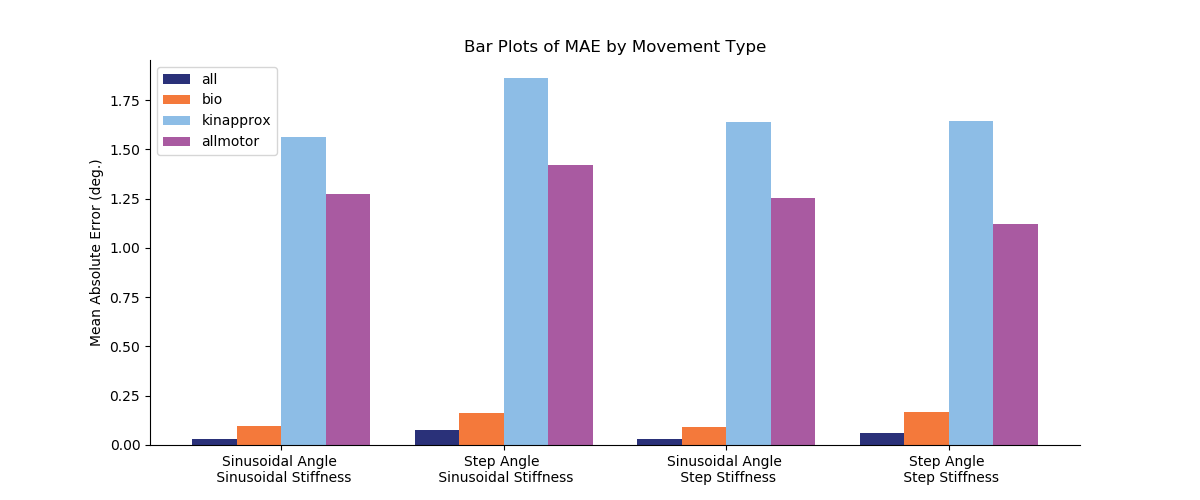 Bar Plots of MAE by Movement Type
all
bio
kinapprox
allmotor
Mean Absolute Error (deg.)
1.75
1.50
1.25
1.00
0.75
0.50
0.25
0.00
Sinusoidal Angle
Sinusoidal Stiffness
Step Angle
Sinusoidal Stiffness
Sinusoidal Angle
Step Stiffness
Step Angle
Step Stiffness